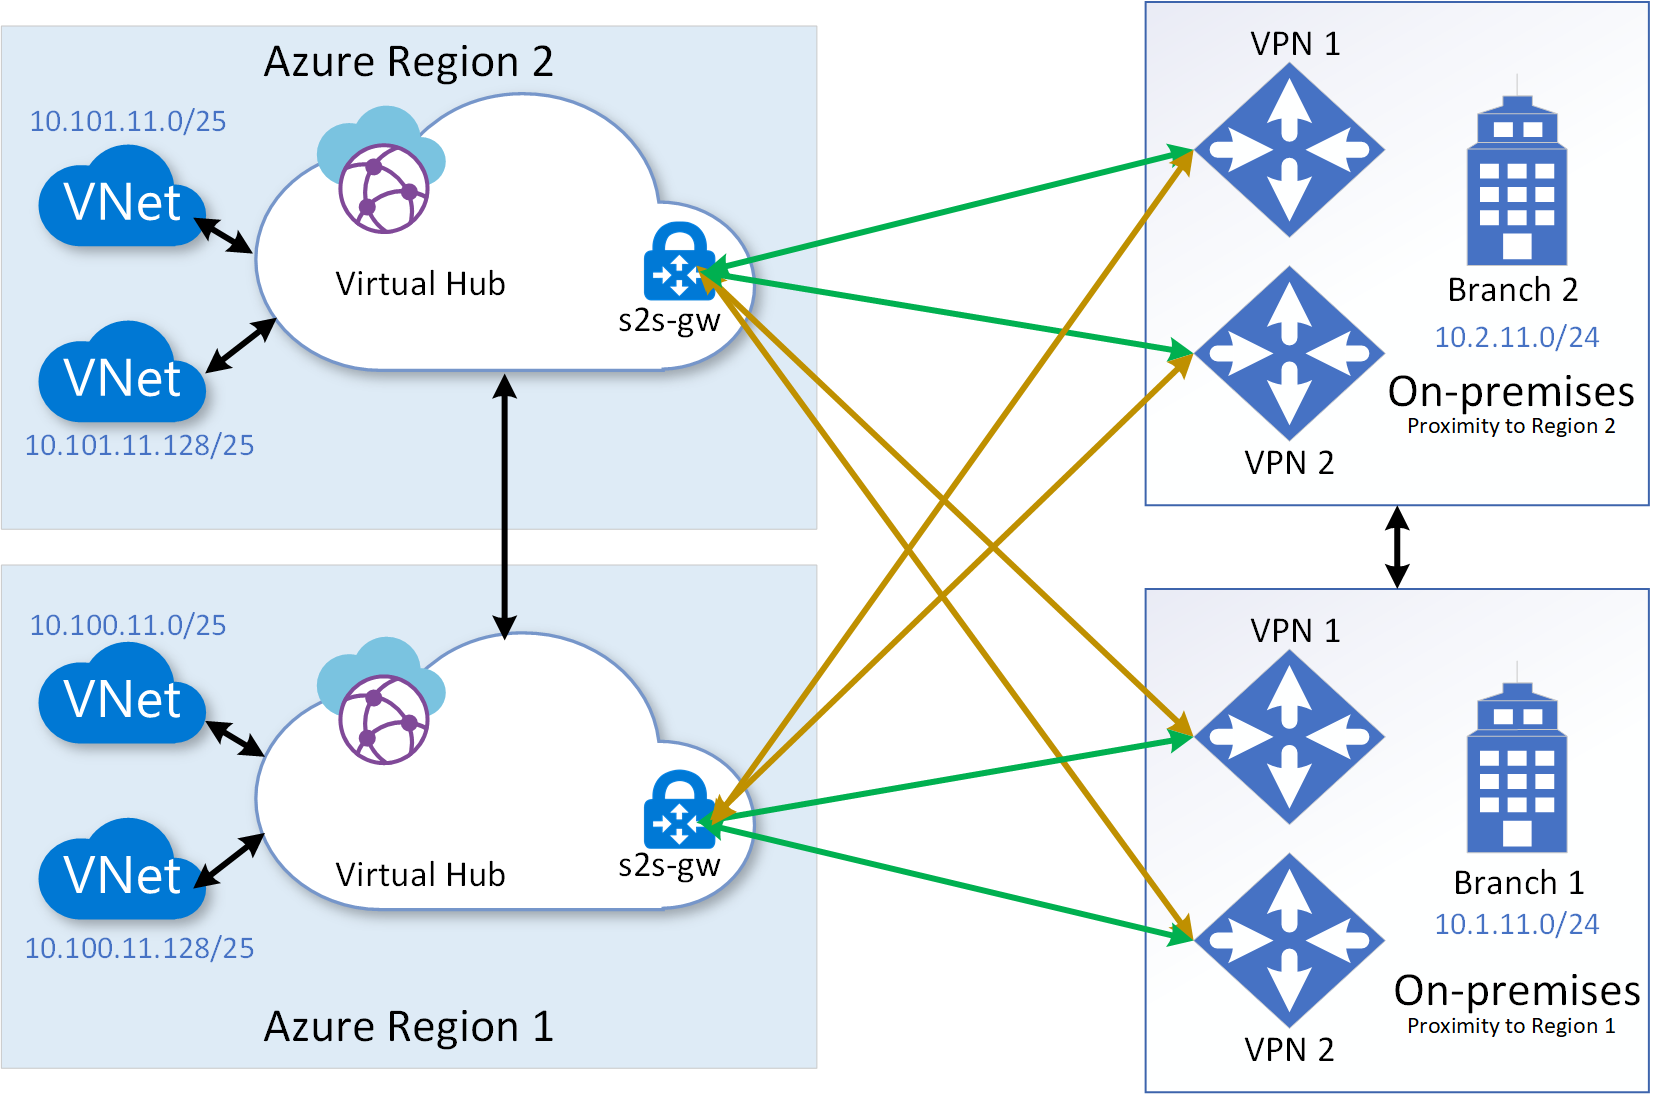 Azure Region 2
10.101.11.0/25
VNet
Virtual Hub
s2s-gw
VNet
10.101.11.128/25
VPN 1
Branch 2
10.2.11.0/24
On-premises
Proximity to Region 2
VPN 2
10.100.11.0/25
VNet
Virtual Hub
s2s-gw
VNet
10.100.11.128/25
Azure Region 1
VPN 1
Branch 1
10.1.11.0/24
On-premises
Proximity to Region 1
VPN 2